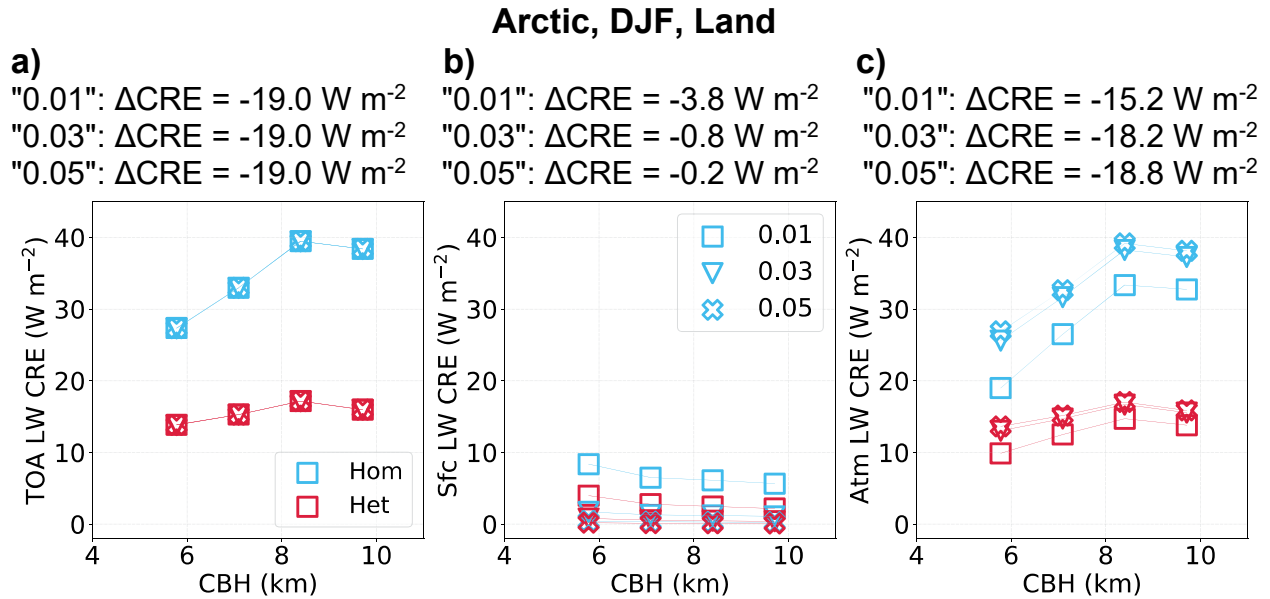 Arctic, DJF, Land
a)
"0.01": ΔCRE = -19.0 W m⁻²
"0.03": ΔCRE = -19.0 W m⁻²
"0.05": ΔCRE = -19.0 W m⁻²
TOA LW CRE (W m⁻²)
40
30
20
10
0
Hom
Het
4 6 8 10
CBH (km)
b)
"0.01": ΔCRE = -3.8 W m⁻²
"0.03": ΔCRE = -0.8 W m⁻²
"0.05": ΔCRE = -0.2 W m⁻²
Sfc LW CRE (W m⁻²)
40
30
20
10
0
0.01
0.03
0.05
4 6 8 10
CBH (km)
c)
"0.01": ΔCRE = -15.2 W m⁻²
"0.03": ΔCRE = -18.2 W m⁻²
"0.05": ΔCRE = -18.8 W m⁻²
Atm LW CRE (W m⁻²)
40
30
20
10
0
4 6 8 10
CBH (km)